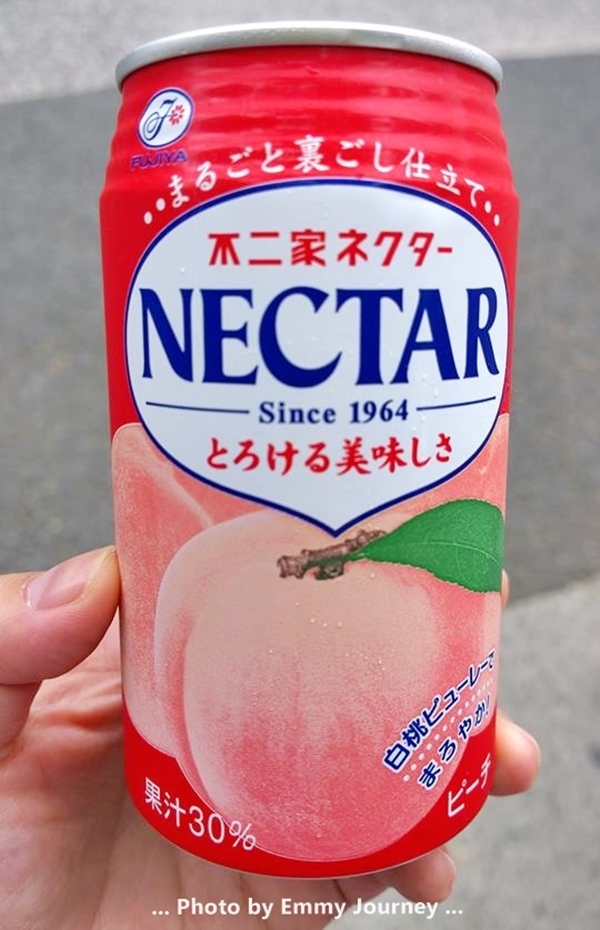 FUJIYA
まるごと裏ごし仕立て
不二家ネクター
NECTAR
Since 1964
とろける美味しさ
白桃ピューレーで
まろやか!
果汁30%
ピーチ
... Photo by Emmy Journey ...